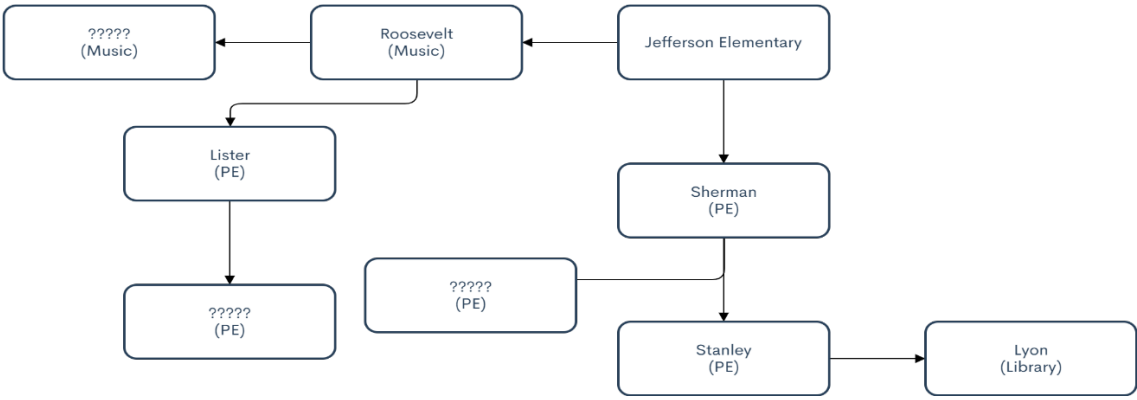 ?????
(Music)
Roosevelt
(Music)
Jefferson Elementary
Lister
(PE)
Sherman
(PE)
?????
(PE)
?????
(PE)
Stanley
(PE)
Lyon
(Library)